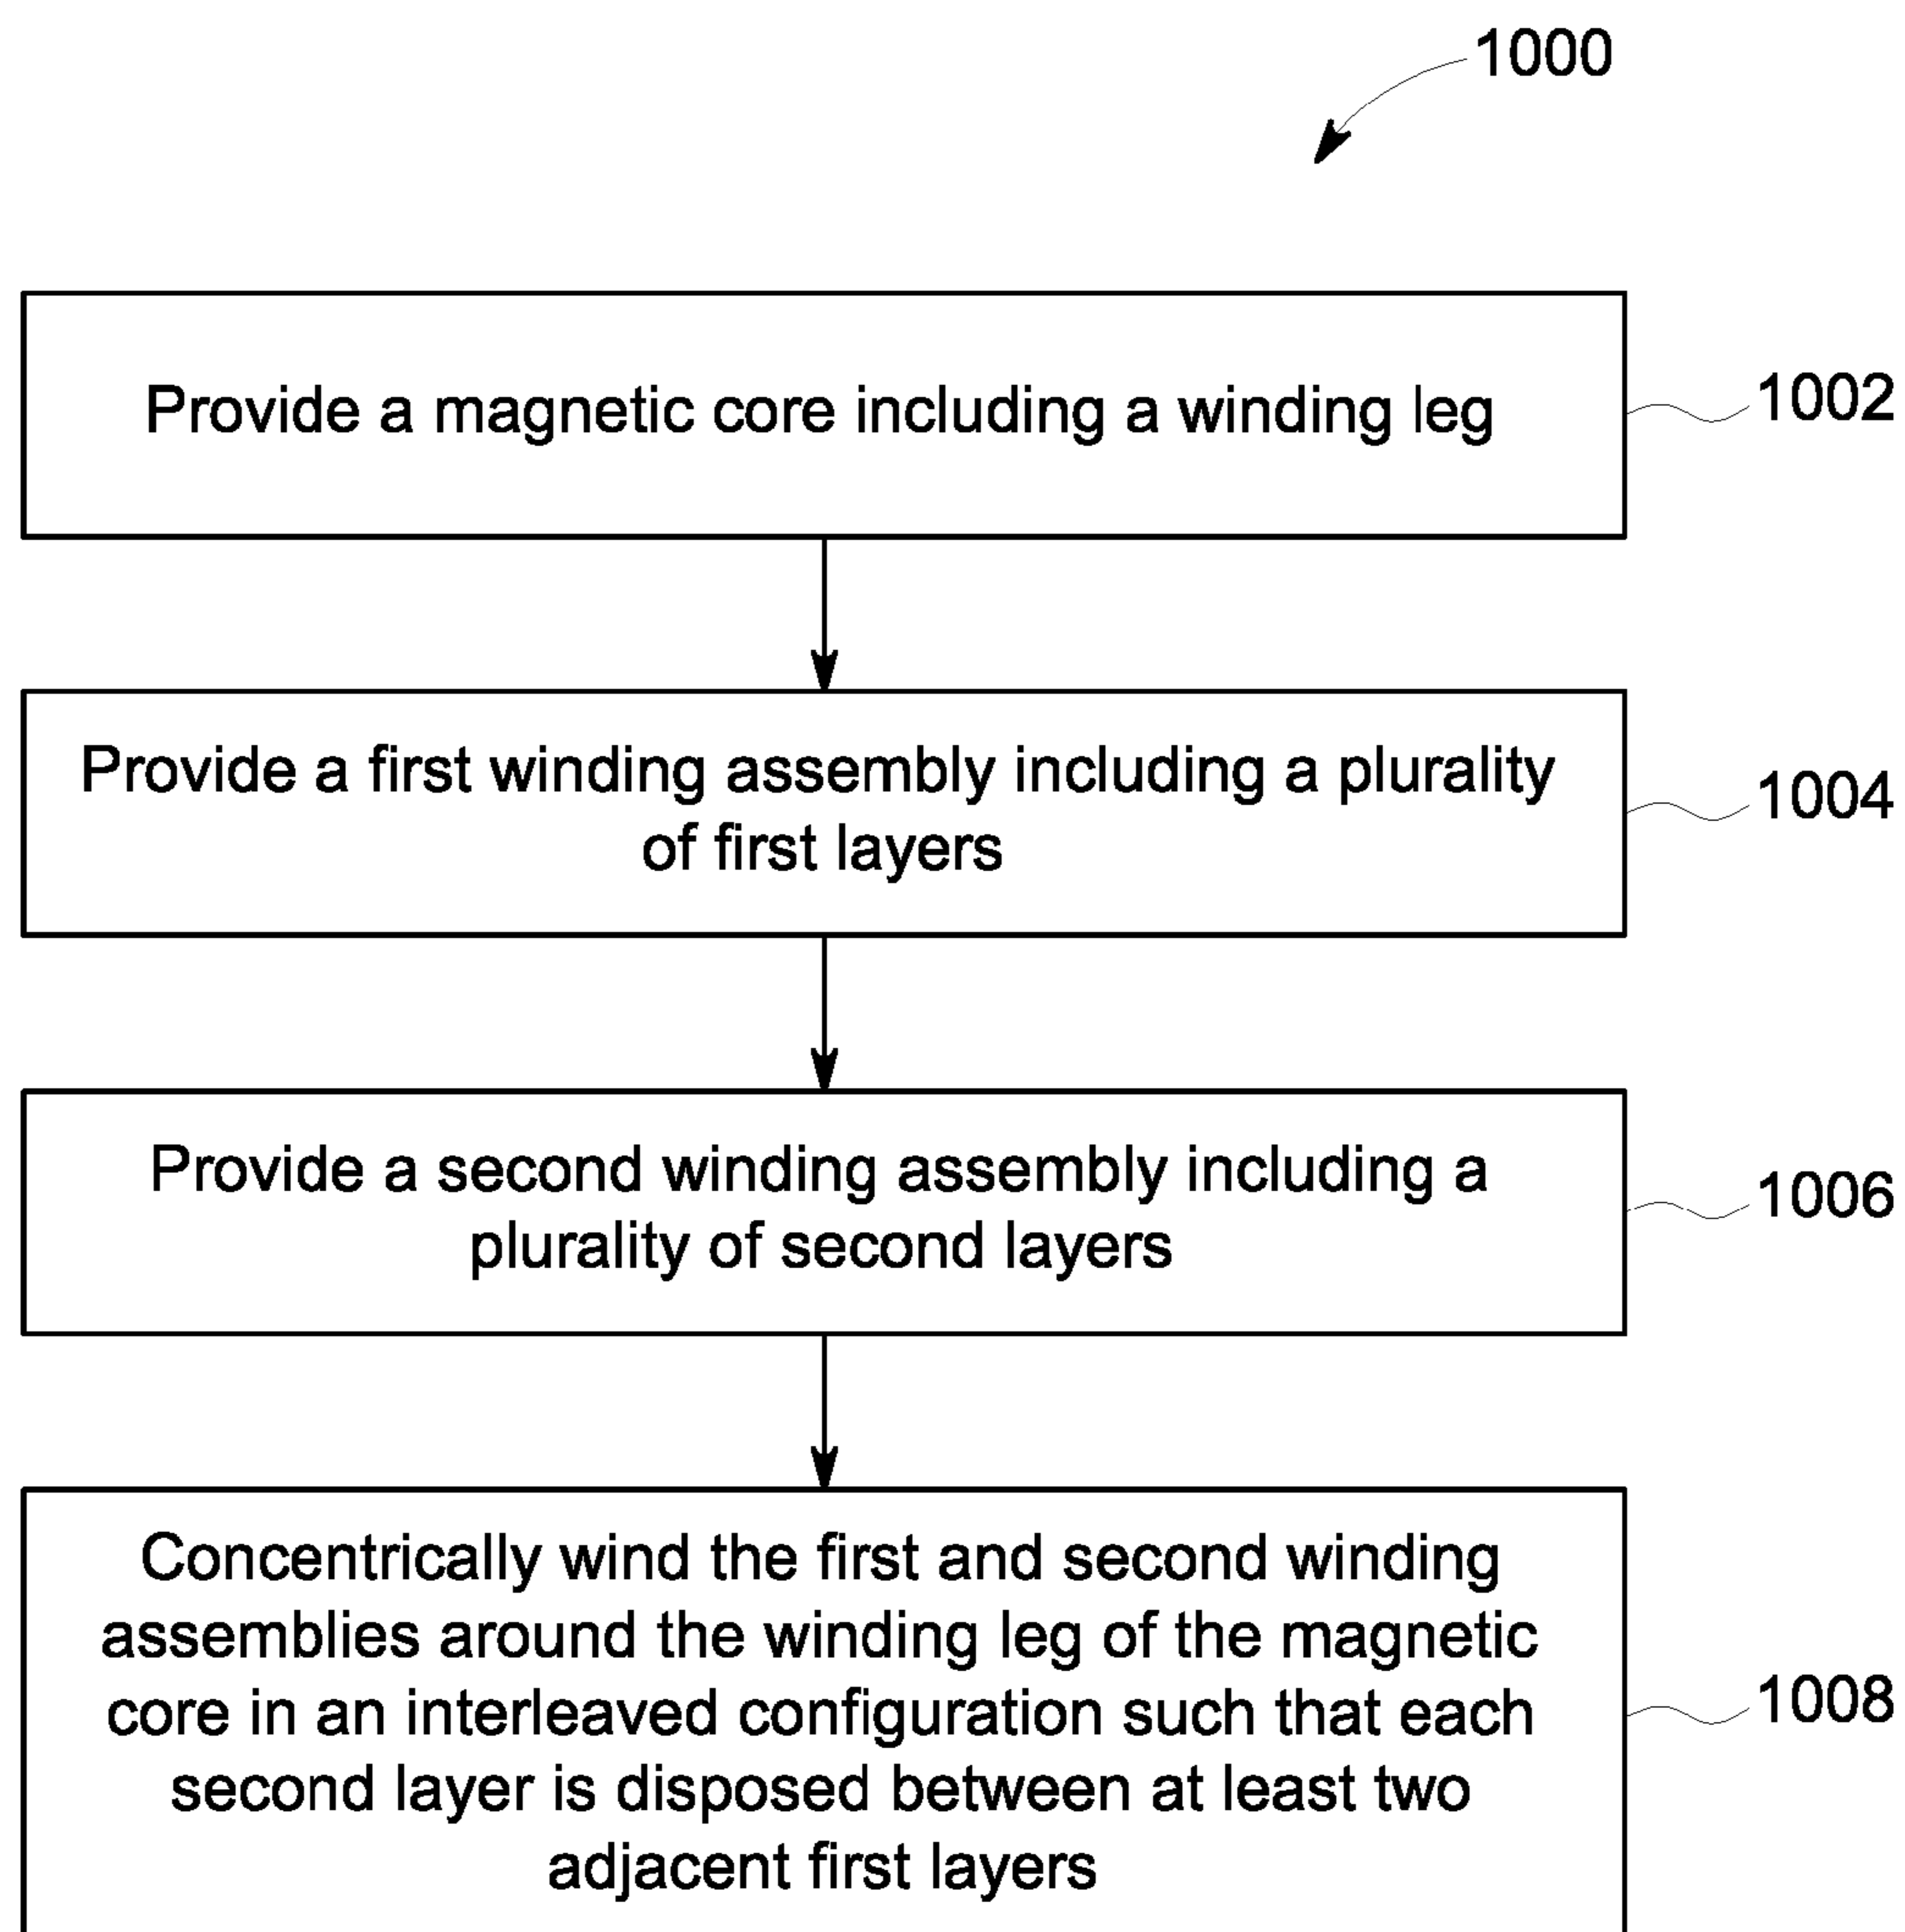 1000
Provide a magnetic core including a winding leg
1002
Provide a first winding assembly including a plurality
of first layers
1004
Provide a second winding assembly including a
plurality of second layers
1006
Concentrically wind the first and second winding
assemblies around the winding leg of the magnetic
core in an interleaved configuration such that each
second layer is disposed between at least two
adjacent first layers
1008